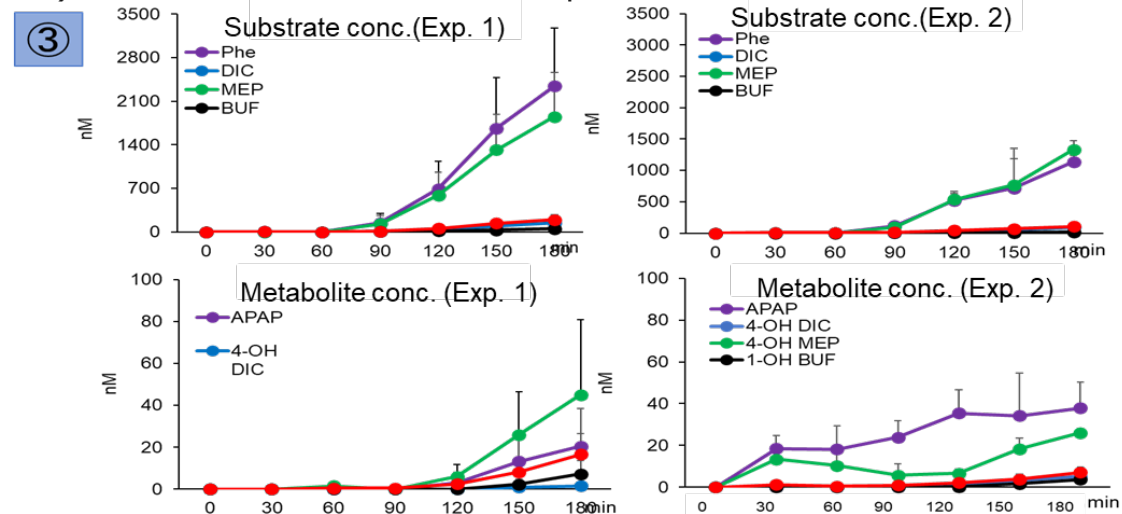 ③
Substrate conc.(Exp. 1)
3500
2800
2100
1400
700
0
nM
Phe
DIC
MEP
BUF
0 30 60 90 120 150 180 min
Substrate conc. (Exp. 2)
3500
3000
2500
2000
1500
1000
500
0
nM
Phe
DIC
MEP
BUF
0 30 60 90 120 150 180 min
Metabolite conc. (Exp. 1)
100
80
60
40
20
0
nM
APAP
4-OH
DIC
0 30 60 90 120 150 180 min
Metabolite conc. (Exp. 2)
100
80
60
40
20
0
nM
APAP
4-OH DIC
4-OH MEP
1-OH BUF
0 30 60 90 120 150 180 min